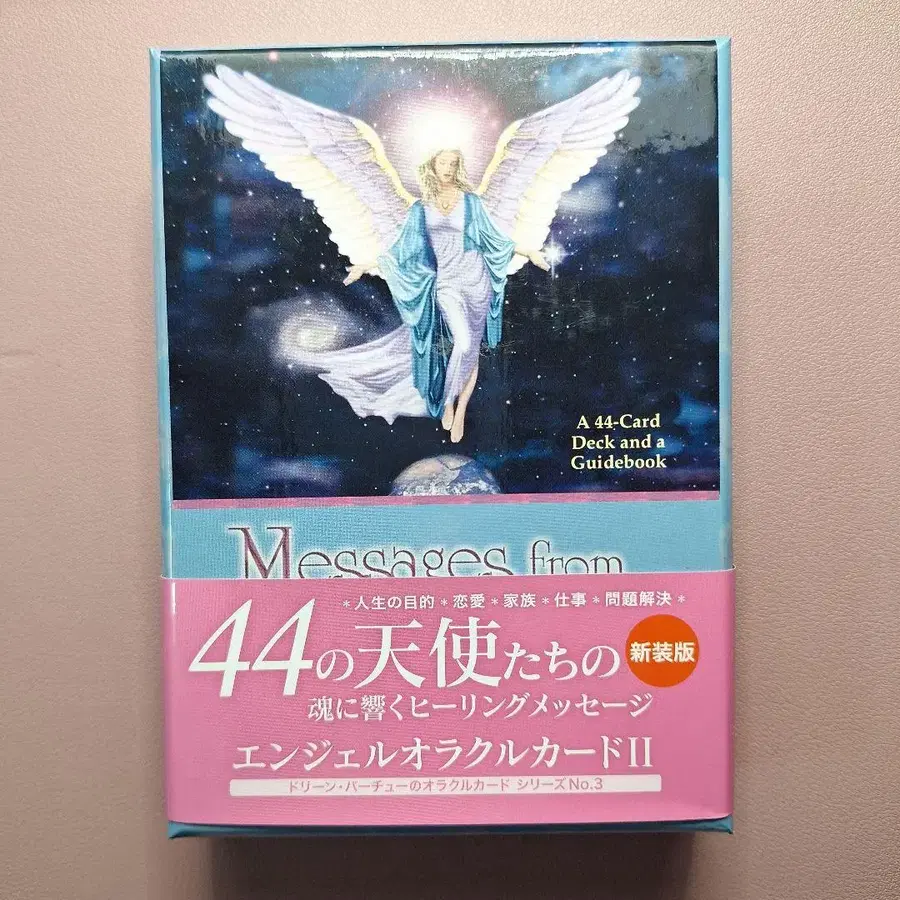 A 44-Card
Deck and a
Guidebook
Messages from
＊人生の目的＊恋愛＊家族＊仕事＊問題解決＊
44の天使たちの
新装版
魂に響くヒーリングメッセージ
エンジェルオラクルカードII
ドリーン・バーチューのオラクルカード シリーズNo.3